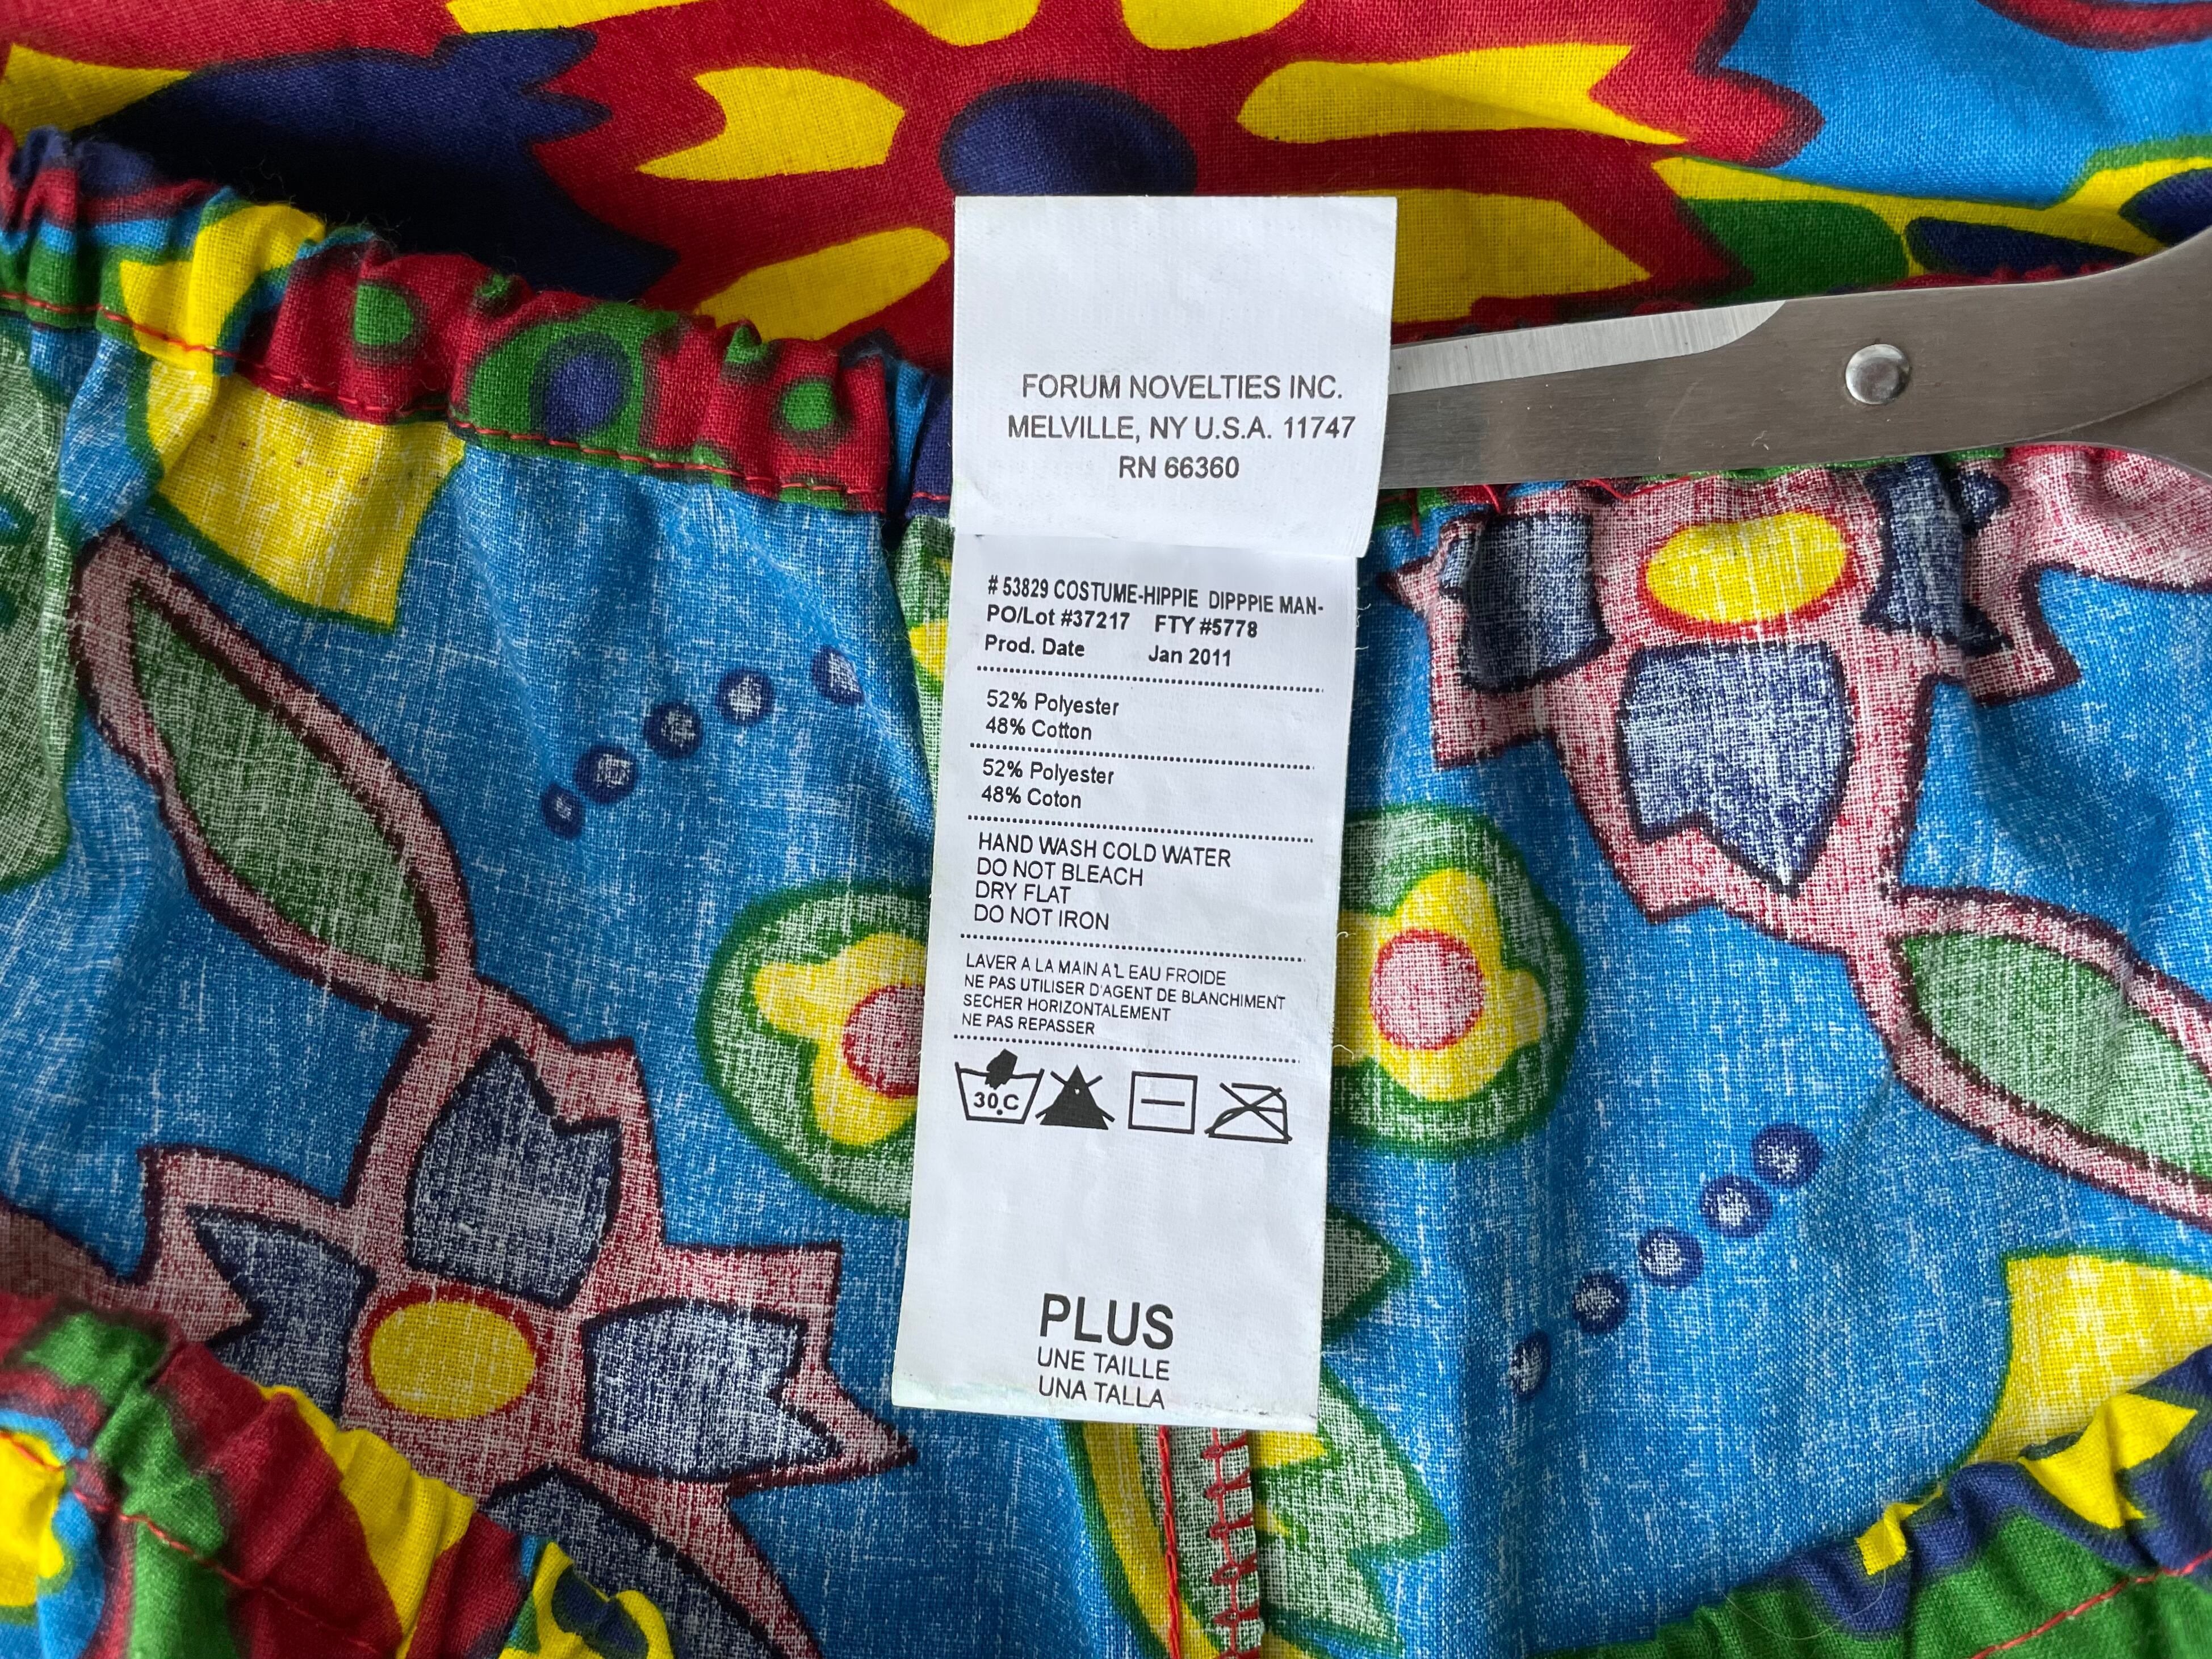 FORUM NOVELTIES INC.
MELVILLE, NY U.S.A. 11747
RN 66360
# 53829 COSTUME-HIPPIE DIPPPIE MAN-
PO/Lot #37217 FTY #5778
Prod. Date Jan 2011
52% Polyester
48% Cotton
52% Polyester
48% Coton
HAND WASH COLD WATER
DO NOT BLEACH
DRY FLAT
DO NOT IRON
LAVER A LA MAIN A'L EAU FROIDE
NE PAS UTILISER D'AGENT DE BLANCHIMENT
SECHER HORIZONTALEMENT
NE PAS REPASSER
30.C
PLUS
UNE TAILLE
UNA TALLA